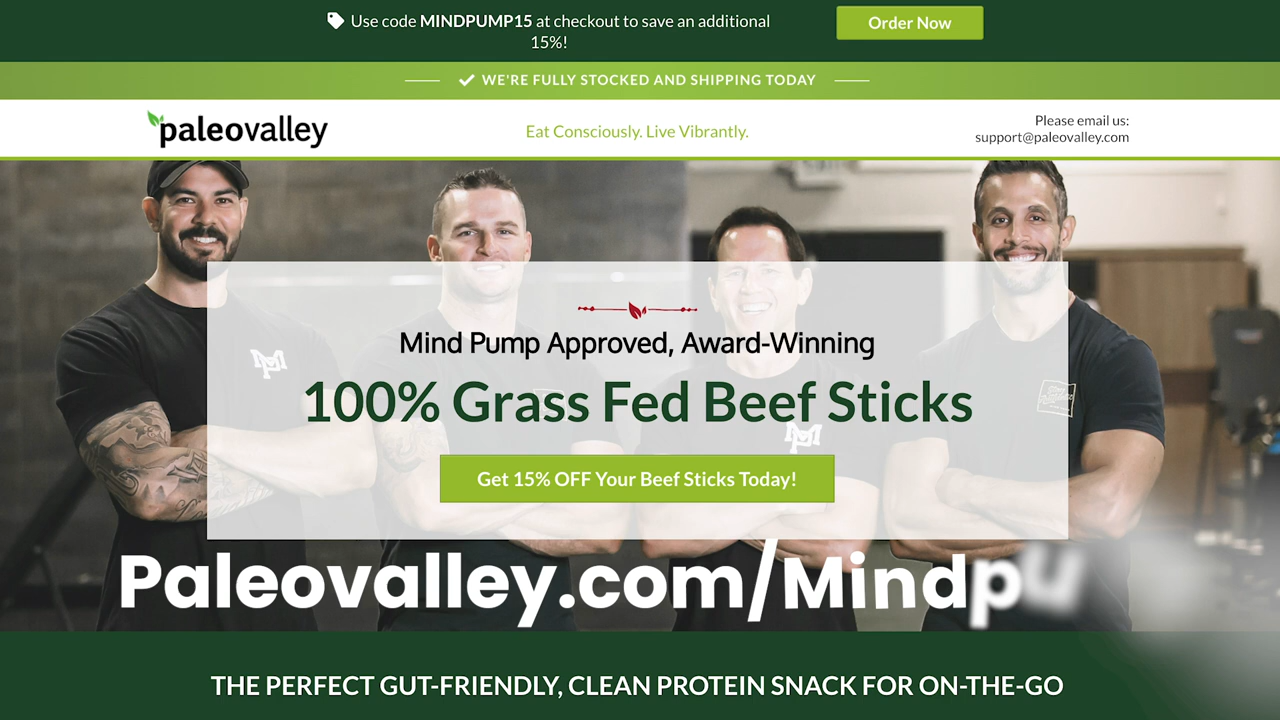 Use code MINDPUMP15 at checkout to save an additional
15%!
Order Now
WE'RE FULLY STOCKED AND SHIPPING TODAY
paleovalley
Eat Consciously. Live Vibrantly.
Please email us:
support@paleovalley.com
Mind Pump Approved, Award-Winning
100% Grass Fed Beef Sticks
Get 15% OFF Your Beef Sticks Today!
Paleovalley.com/Mindpu
THE PERFECT GUT-FRIENDLY, CLEAN PROTEIN SNACK FOR ON-THE-GO